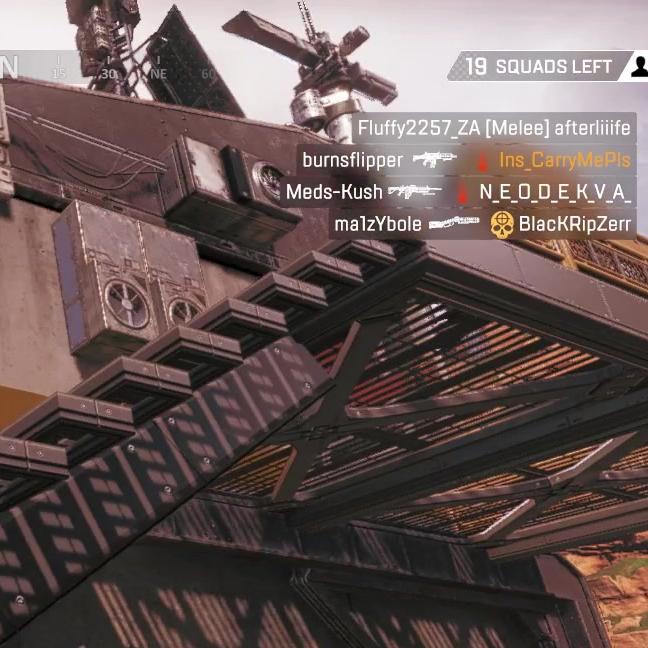 N 15 30 NE 60
19 SQUADS LEFT
Fluffy2257_ZA [Melee] afterliiife
burnsflipper Ins_CarryMePls
Meds-Kush N_E_O_D_E_K_V_A_
ma1zYbole BlacKRipZerr